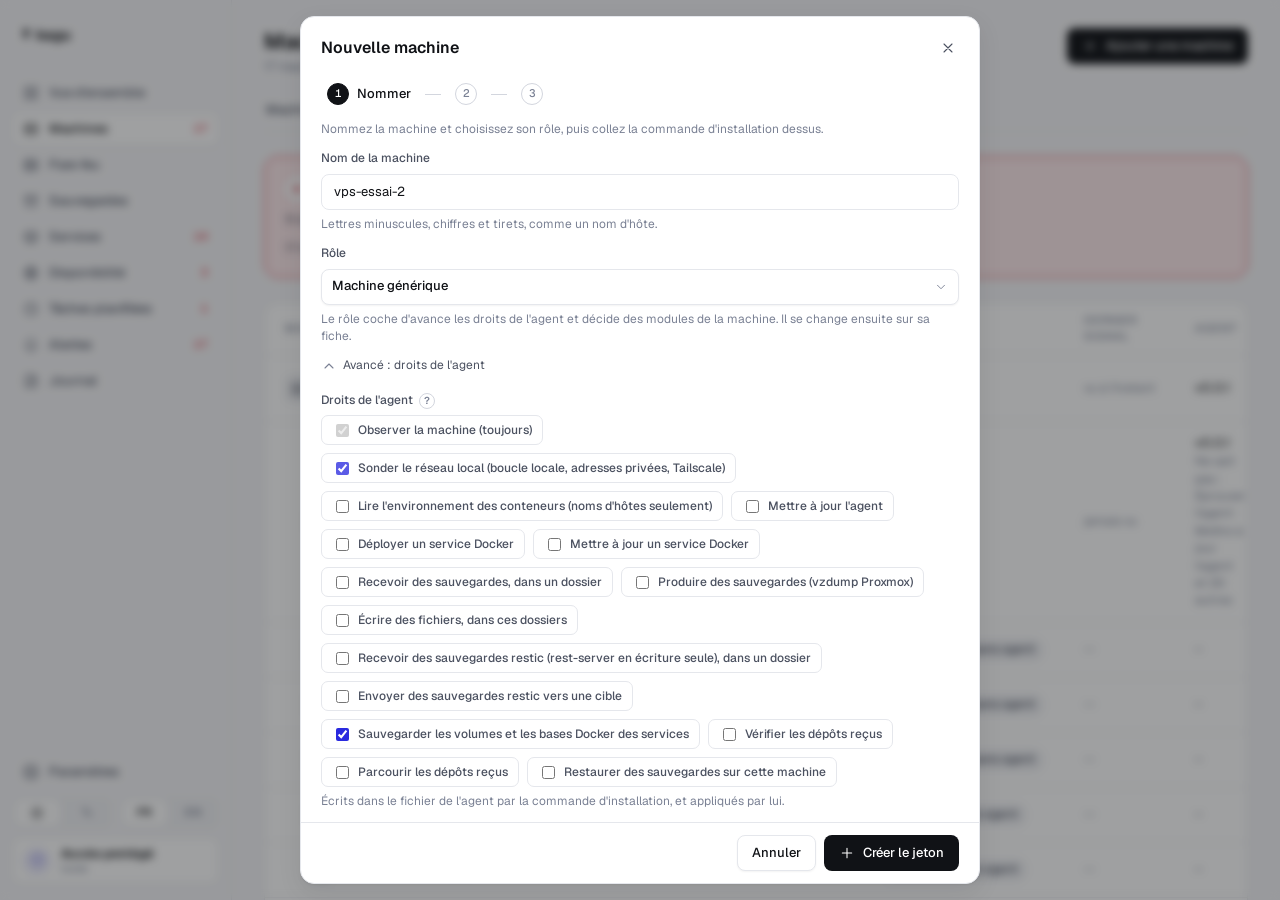 Nouvelle machine
1 Nommer 2 3
Nommez la machine et choisissez son rôle, puis collez la commande d'installation dessus.
Nom de la machine
vps-essai-2
Lettres minuscules, chiffres et tirets, comme un nom d'hôte.
Rôle
Machine générique
Le rôle coche d'avance les droits de l'agent et décide des modules de la machine. Il se change ensuite sur sa
fiche.
Avancé : droits de l'agent
Droits de l'agent ?
Observer la machine (toujours)
Sonder le réseau local (boucle locale, adresses privées, Tailscale)
Lire l'environnement des conteneurs (noms d'hôtes seulement) Mettre à jour l'agent
Déployer un service Docker Mettre à jour un service Docker
Recevoir des sauvegardes, dans un dossier Produire des sauvegardes (vzdump Proxmox)
Écrire des fichiers, dans ces dossiers
Recevoir des sauvegardes restic (rest-server en écriture seule), dans un dossier
Envoyer des sauvegardes restic vers une cible
Sauvegarder les volumes et les bases Docker des services Vérifier les dépôts reçus
Parcourir les dépôts reçus Restaurer des sauvegardes sur cette machine
Écrits dans le fichier de l'agent par la commande d'installation, et appliqués par lui.
Annuler Créer le jeton